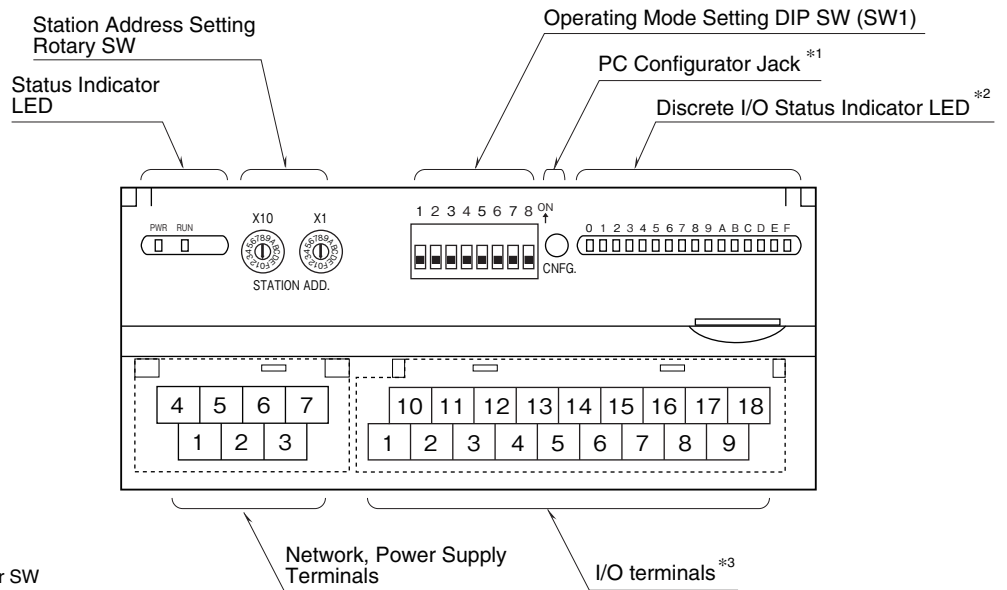 Station Address Setting
Rotary SW
Operating Mode Setting DIP SW (SW1)
PC Configurator Jack *1
Status Indicator
LED
Discrete I/O Status Indicator LED *2
PWR RUN
X10 X1
STATION ADD.
1 2 3 4 5 6 7 8 ON
CNFG.
0 1 2 3 4 5 6 7 8 9 A B C D E F
4 5 6 7
1 2 3
10 11 12 13 14 15 16 17 18
1 2 3 4 5 6 7 8 9
Network, Power Supply
Terminals
I/O terminals *3
r SW